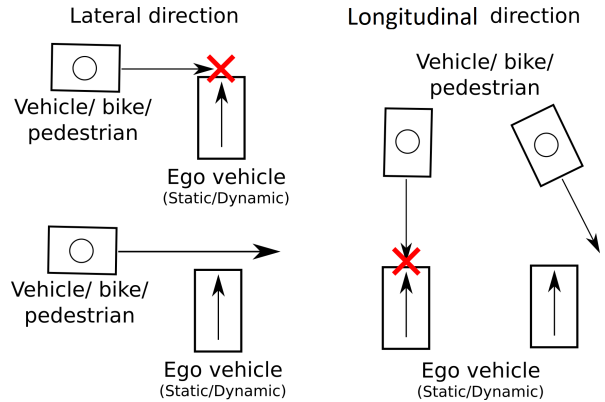 Lateral direction
Vehicle/ bike/
pedestrian
Ego vehicle
(Static/Dynamic)
Vehicle/ bike/
pedestrian
Ego vehicle
(Static/Dynamic)
Longitudinal direction
Vehicle/ bike/
pedestrian
Ego vehicle
(Static/Dynamic)